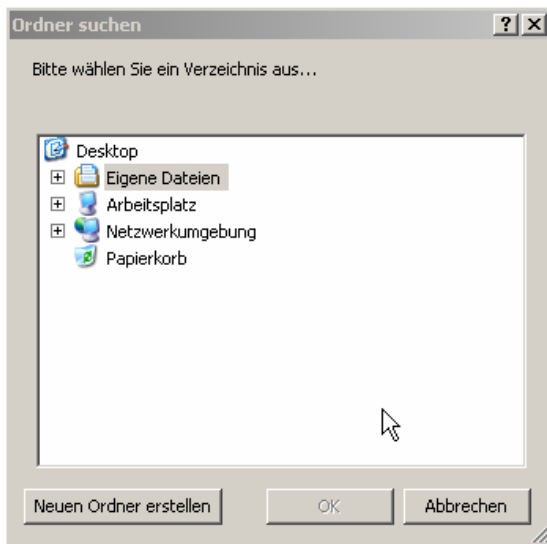 Ordner suchen
Bitte wählen Sie ein Verzeichnis aus...
Desktop
Eigene Dateien
Arbeitsplatz
Netzwerkumgebung
Papierkorb
Neuen Ordner erstellen OK Abbrechen